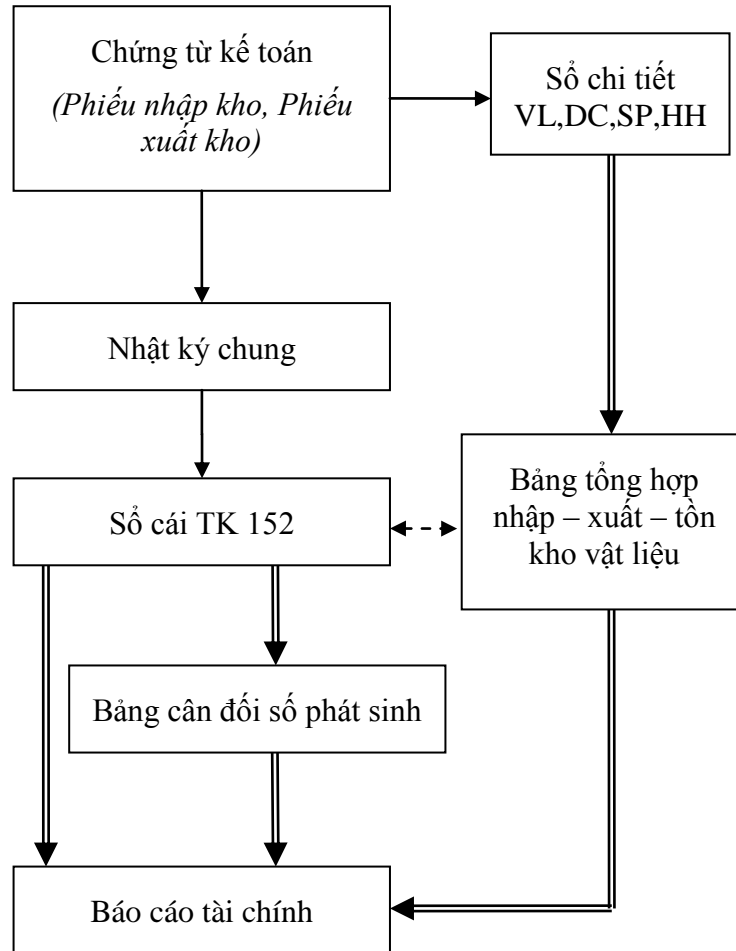 Chứng từ kế toán
(Phiếu nhập kho, Phiếu
xuất kho)
Sổ chi tiết
VL,DC,SP,HH
Nhật ký chung
Sổ cái TK 152
Bảng tổng hợp
nhập – xuất – tồn
kho vật liệu
Bảng cân đối số phát sinh
Báo cáo tài chính